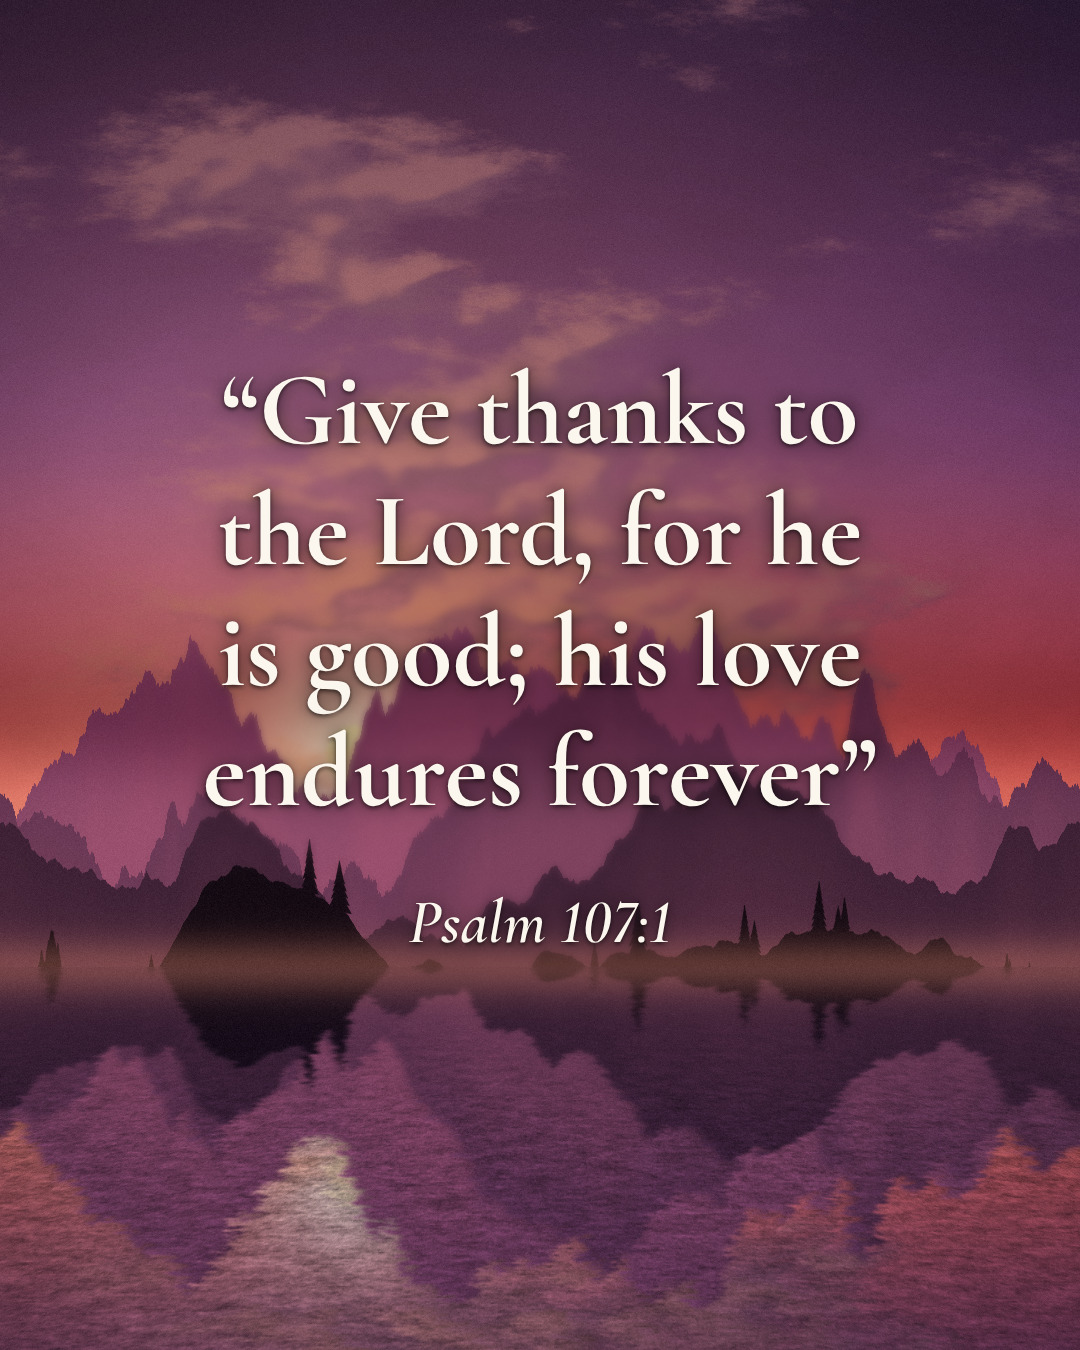 “Give thanks to
the Lord, for he
is good; his love
endures forever”
Psalm 107:1